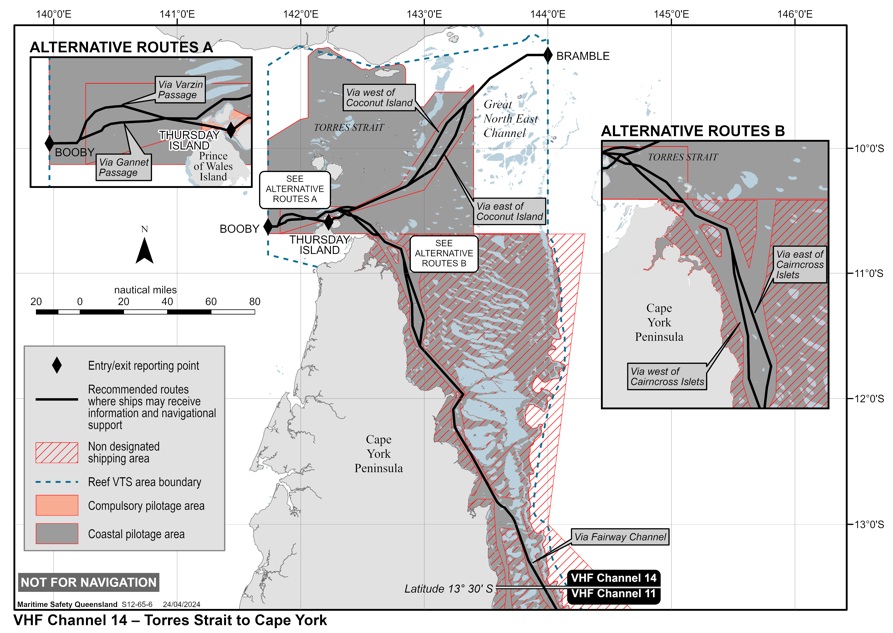 140°0'E
141°0'E
142°0'E
143°0'E
144°0'E
145°0'E
146°0'E
ALTERNATIVE ROUTES A
Via Varzin
Passage
THURSDAY
ISLAND
BOOBY
Prince
of Wales
Island
Via Gannet
Passage
BRAMBLE
Via west of
Coconut Island
Great
North East
Channel
TORRES STRAIT
SEE
ALTERNATIVE
ROUTES A
Via east of
Coconut Island
BOOBY
THURSDAY
ISLAND
SEE
ALTERNATIVE
ROUTES B
ALTERNATIVE ROUTES B
TORRES STRAIT
Via east of
Cairncross
Islets
Cape
York
Peninsula
Via west of
Cairncross Islets
10°0'S
11°0'S
12°0'S
13°0'S
N
nautical miles
20 0 20 40 60 80
Entry/exit reporting point
Recommended routes
where ships may receive
information and navigational
support
Non designated
shipping area
Reef VTS area boundary
Compulsory pilotage area
Coastal pilotage area
Cape
York
Peninsula
Via Fairway Channel
Latitude 13° 30' S
VHF Channel 14
VHF Channel 11
NOT FOR NAVIGATION
Maritime Safety Queensland S12-65-6 24/04/2024
VHF Channel 14 – Torres Strait to Cape York